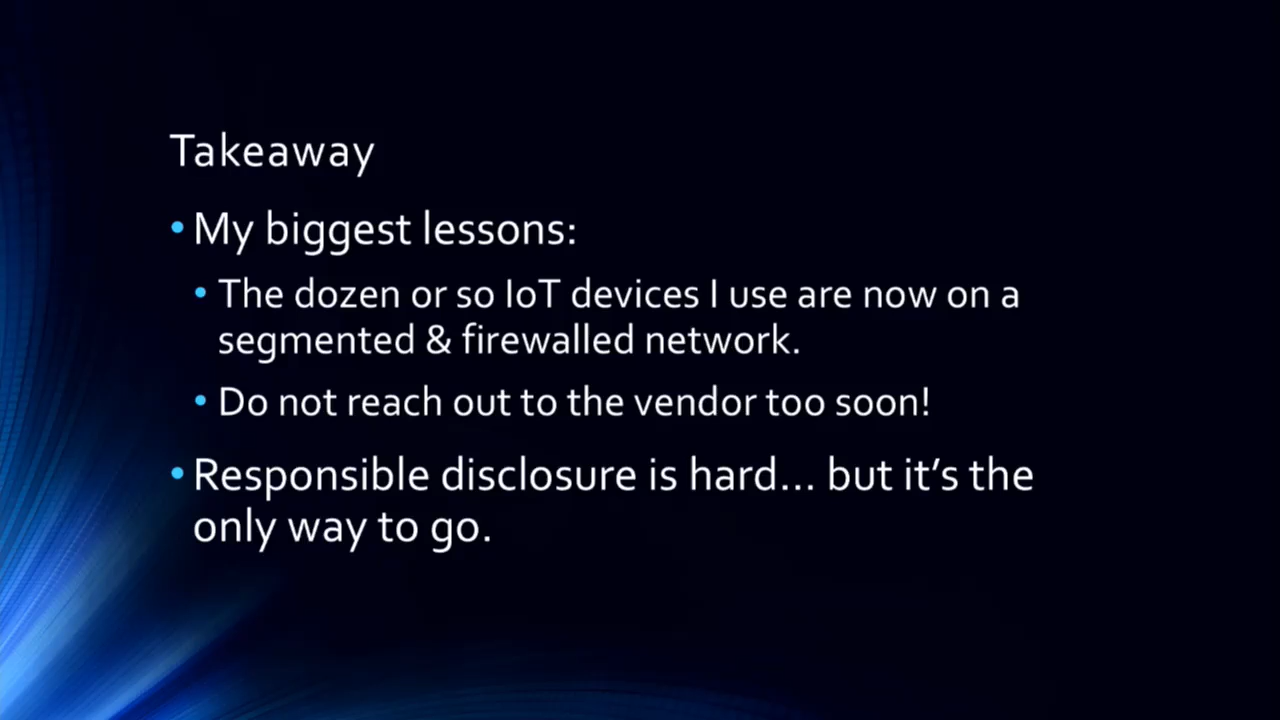 Takeaway
• My biggest lessons:
• The dozen or so IoT devices I use are now on a
segmented & firewalled network.
• Do not reach out to the vendor too soon!
• Responsible disclosure is hard... but it’s the
only way to go.